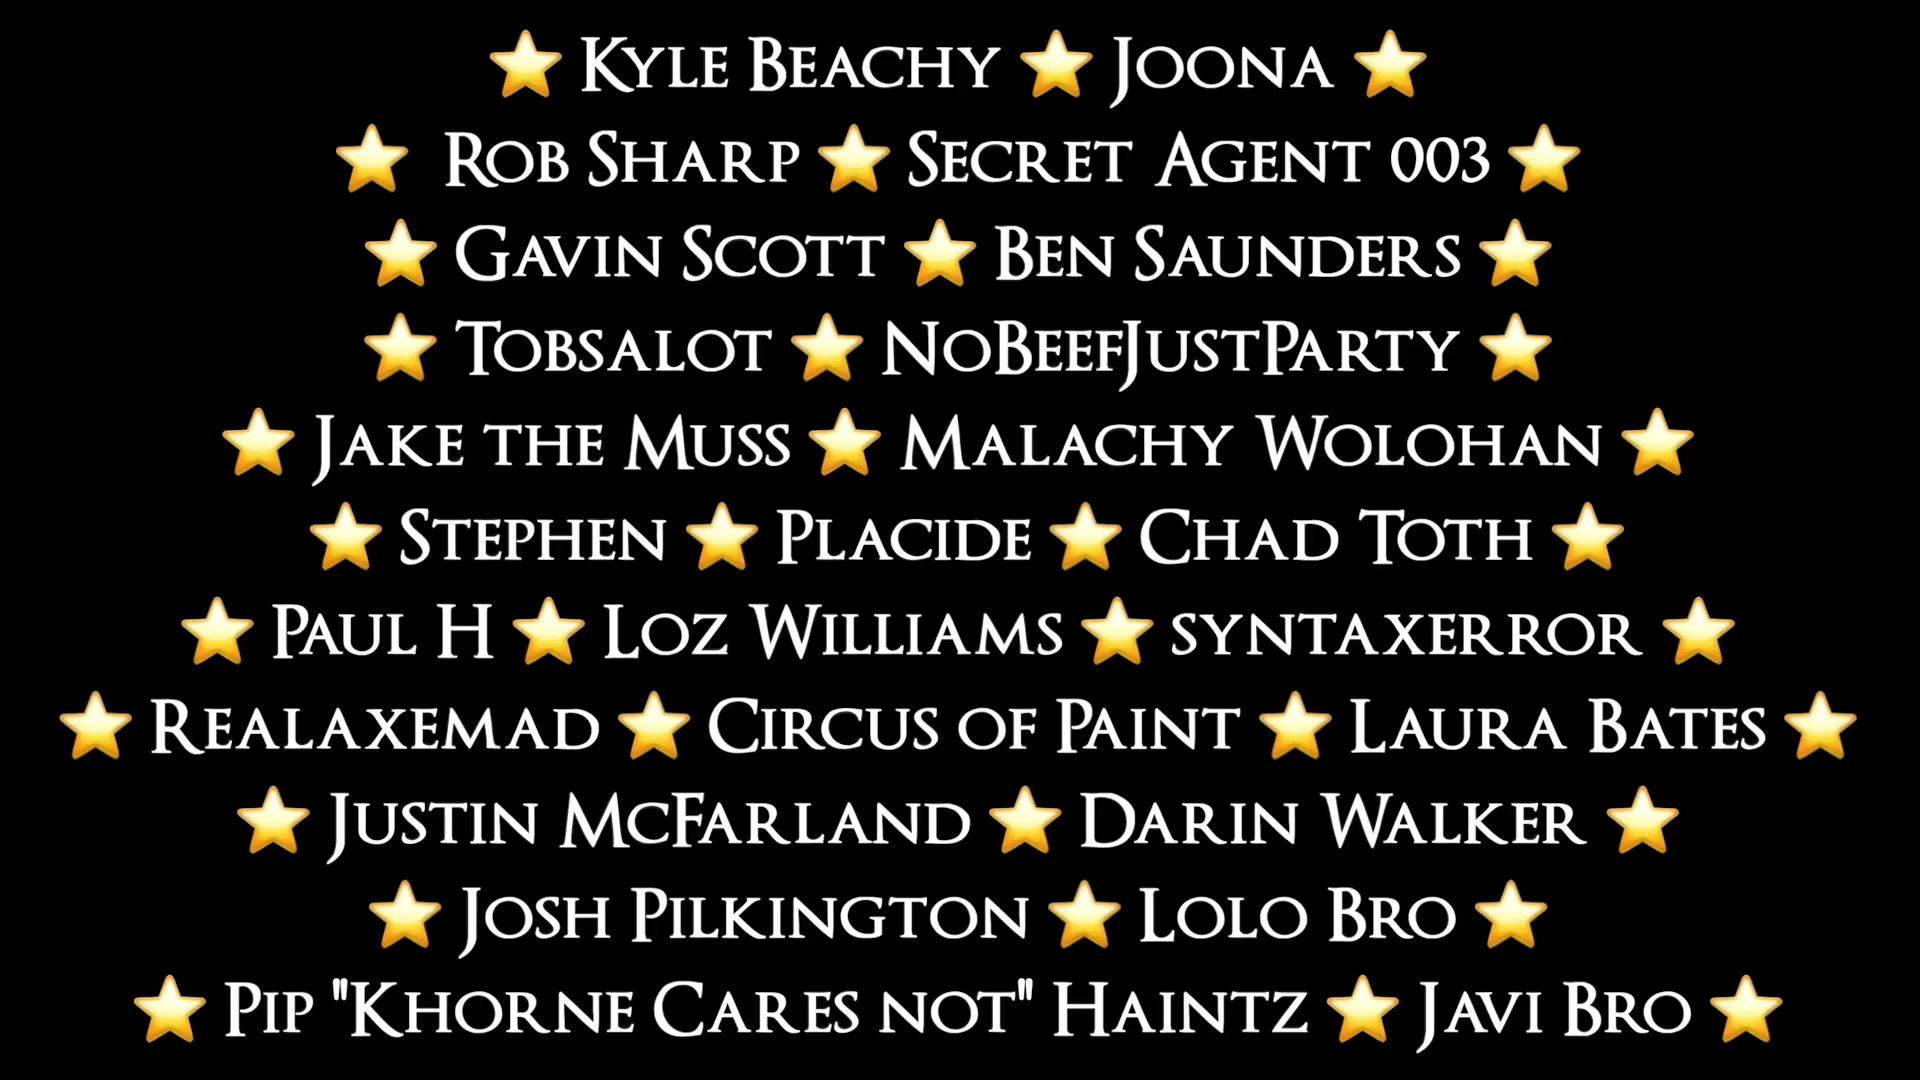 ⭐ Kyle Beachy ⭐ Joona ⭐
⭐ Rob Sharp ⭐ Secret Agent 003 ⭐
⭐ Gavin Scott ⭐ Ben Saunders ⭐
⭐ Tobsalot ⭐ NoBeefJustParty ⭐
⭐ Jake the Muss ⭐ Malachy Wolohan ⭐
⭐ Stephen ⭐ Placide ⭐ Chad Toth ⭐
⭐ Paul H ⭐ Loz Williams ⭐ syntaxerror ⭐
⭐ Realaxemad ⭐ Circus of Paint ⭐ Laura Bates ⭐
⭐ Justin McFarland ⭐ Darin Walker ⭐
⭐ Josh Pilkington ⭐ Lolo Bro ⭐
⭐ Pip "Khorne Cares not" Haintz ⭐ Javi Bro ⭐